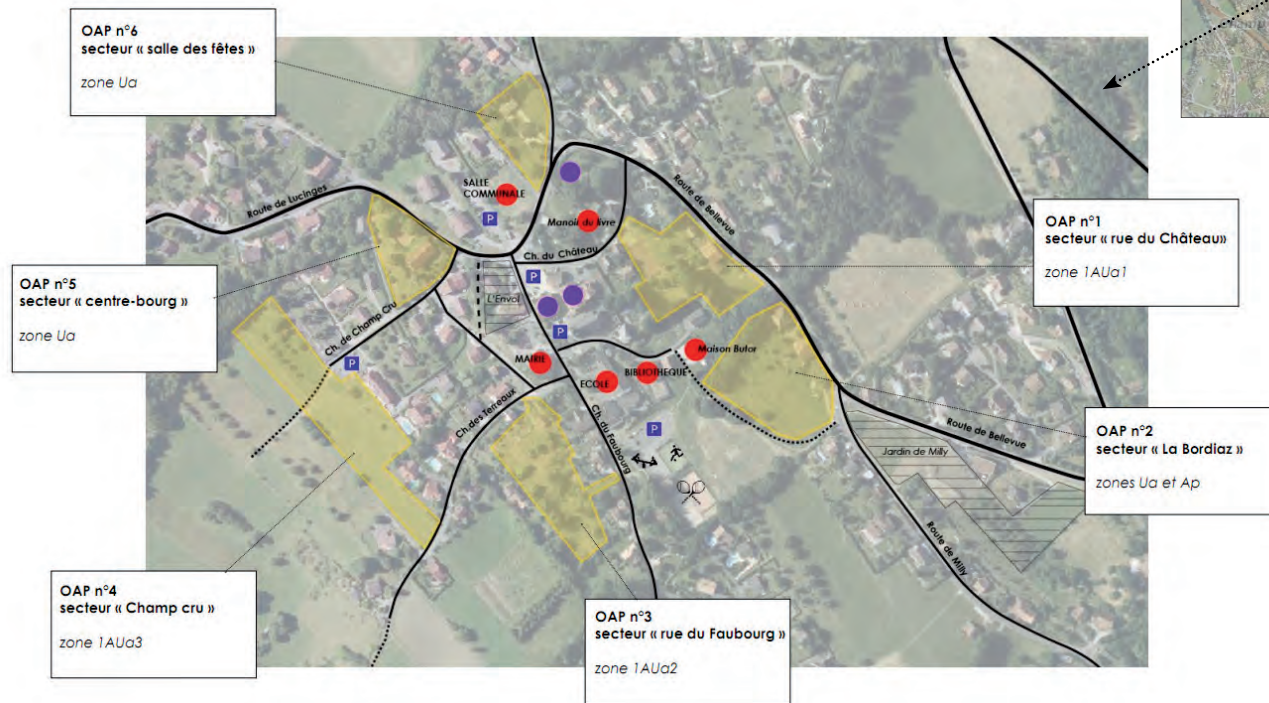 OAP n°6
secteur « salle des fêtes »
zone Ua
OAP n°1
secteur « rue du Château»
zone 1AUa1
OAP n°5
secteur « centre-bourg »
zone Ua
OAP n°2
secteur « La Bordiaz »
zones Ua et Ap
OAP n°4
secteur « Champ cru »
zone 1AUa3
OAP n°3
secteur « rue du Faubourg »
zone 1AUa2
Route de Lucinges
SALLE
COMMUNALE
P
Manoir du livre
Route de Bellevue
Ch. du Château
P
L'Envol
P
Ch. de Champ Cru
P
MAIRIE
ECOLE
BIBLIOTHEQUE
Maison Butor
Ch.des Terreaux
Ch. du Faubourg
P
Route de Bellevue
Jardin de Milly
Route de Milly